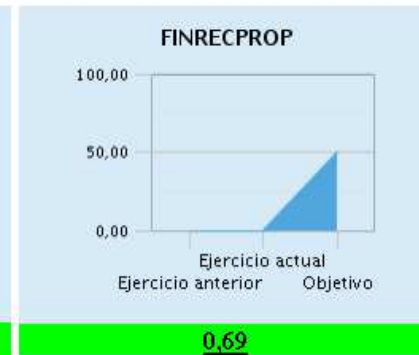 FINRECPROP
100,00
50,00
0,00
Ejercicio actual
Ejercicio anterior Objetivo
0,69